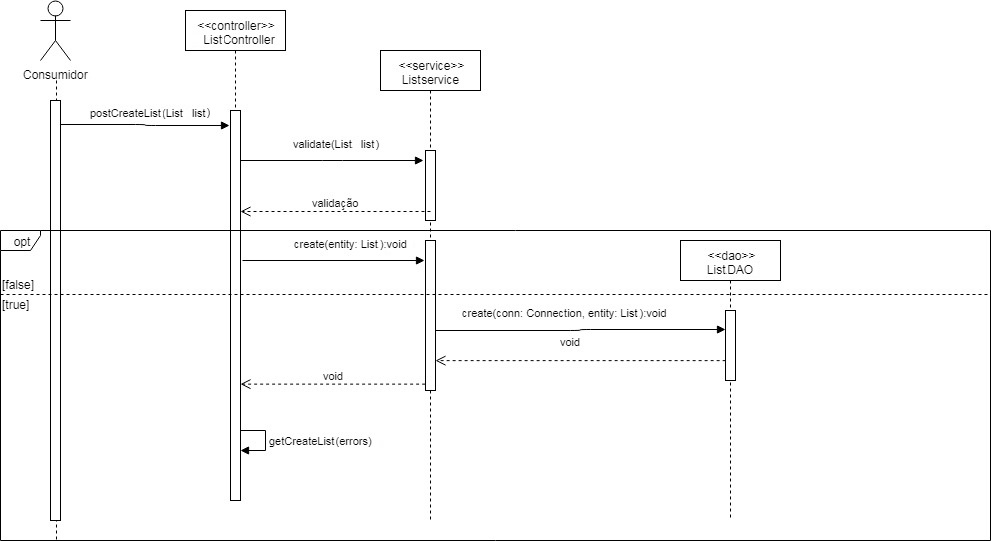 Consumidor
<<controller>>
ListController
<<service>>
Listservice
postCreateList(List list)
validate(List list)
validação
opt
create(entity: List ):void
<<dao>>
ListDAO
[false]
[true]
create(conn: Connection, entity: List ):void
void
void
getCreateList(errors)